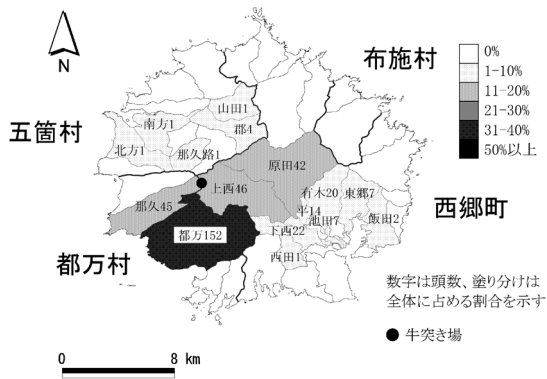 布施村
0%
1-10%
11-20%
21-30%
31-40%
50%以上
N
五箇村
山田1
南方1
郡4
北方1
那久路1
原田42
上西46
有木20
東郷7
那久45
平14
池田7
飯田2
西郷町
都万152
下西22
西田1
都万村
数字は頭数、塗り分けは
全体に占める割合を示す
牛突き場
0
8 km